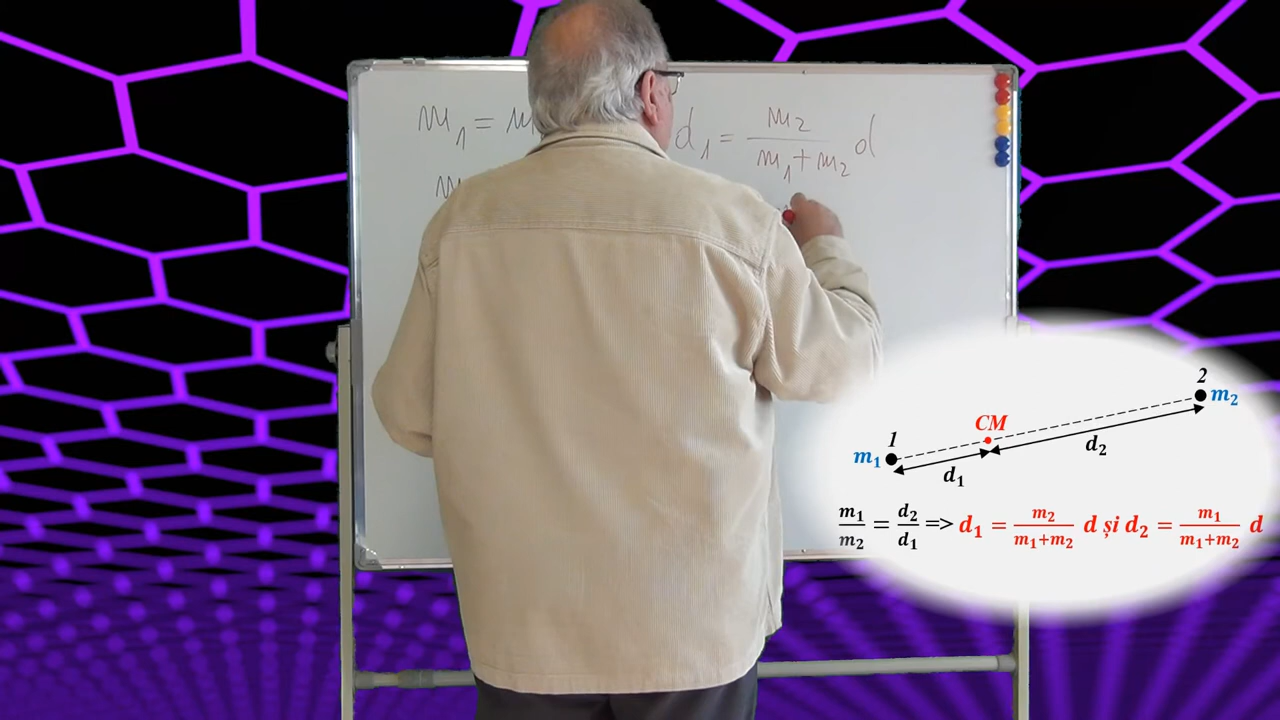 m₁ = m
d₁ = m₂ / (m₁+m₂) d
m
2
m₂
CM
1
m₁
d₂
d₁
m₁/m₂ = d₂/d₁ => d₁ = m₂/(m₁+m₂) d și d₂ = m₁/(m₁+m₂) d